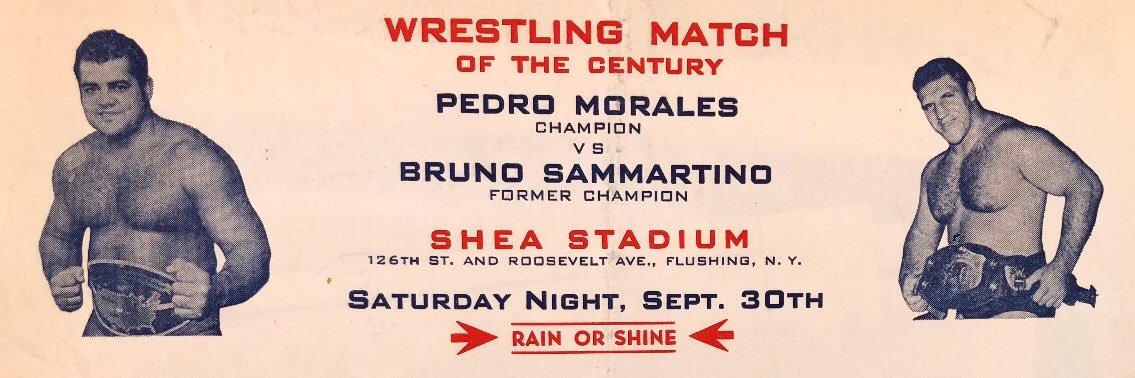 WRESTLING MATCH
OF THE CENTURY
PEDRO MORALES
CHAMPION
VS
BRUNO SAMMARTINO
FORMER CHAMPION
SHEA STADIUM
126TH ST. AND ROOSEVELT AVE., FLUSHING, N.Y.
SATURDAY NIGHT, SEPT. 30TH
RAIN OR SHINE